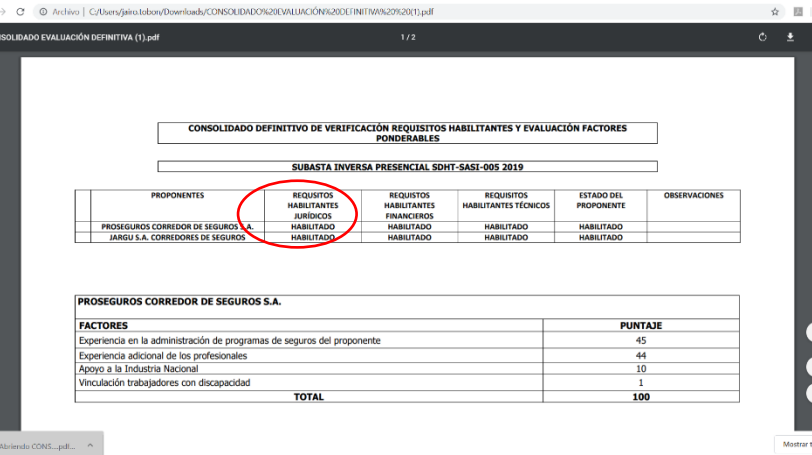 Archivo | C:/Users/jairo.tobon/Downloads/CONSOLIDADO%20EVALUACIÓN%20DEFINITIVA%20%20(1).pdf
SOLIDADO EVALUACIÓN DEFINITIVA (1).pdf
1 / 2
CONSOLIDADO DEFINITIVO DE VERIFICACIÓN REQUISITOS HABILITANTES Y EVALUACIÓN FACTORES
PONDERABLES
SUBASTA INVERSA PRESENCIAL SDHT-SASI-005 2019
PROPONENTES REQUSITOS HABILITANTES JURÍDICOS REQUISTOS HABILITANTES FINANCIEROS REQUISITOS HABILITANTES TÉCNICOS ESTADO DEL PROPONENTE OBSERVACIONES
PROSEGUROS CORREDOR DE SEGUROS S.A. HABILITADO HABILITADO HABILITADO HABILITADO
JARGU S.A. CORREDORES DE SEGUROS HABILITADO HABILITADO HABILITADO HABILITADO
PROSEGUROS CORREDOR DE SEGUROS S.A.
FACTORES PUNTAJE
Experiencia en la administración de programas de seguros del proponente 45
Experiencia adicional de los profesionales 44
Apoyo a la Industria Nacional 10
Vinculación trabajadores con discapacidad 1
TOTAL 100
Abriendo CONS....pdf...
Mostrar t